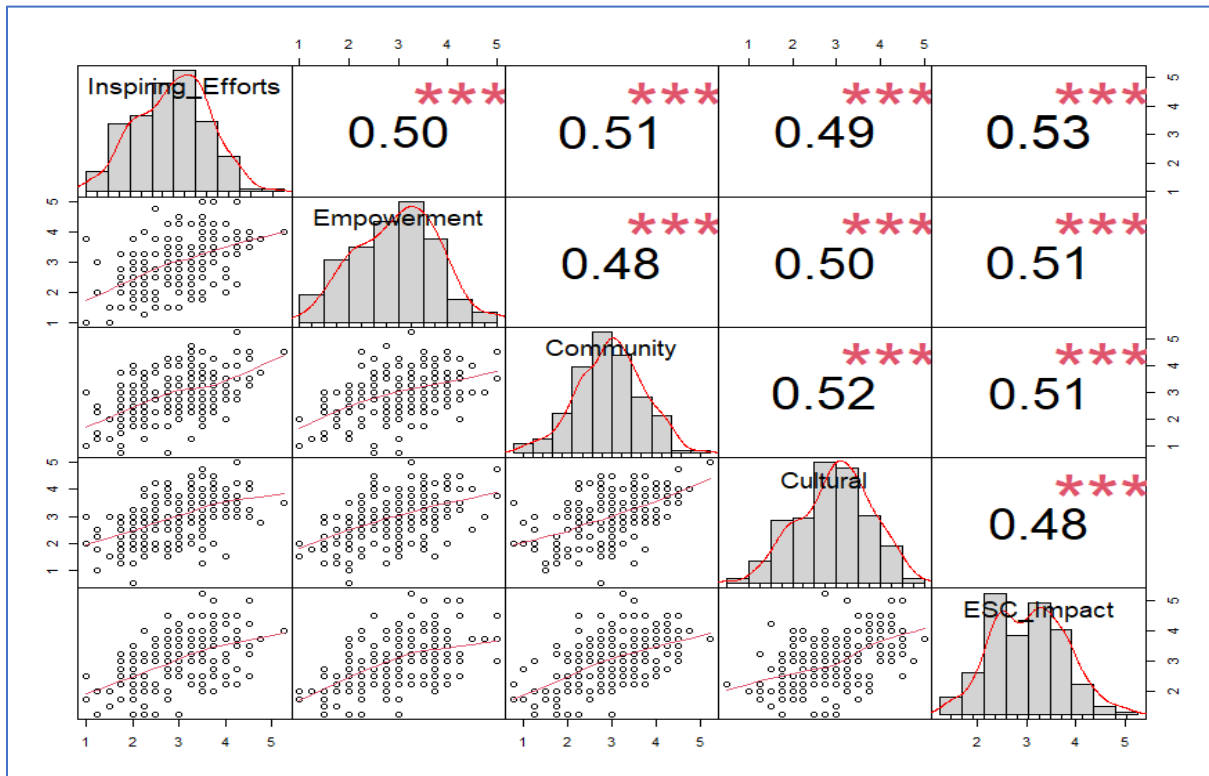 1 2 3 4 5 1 2 3 4 5
Inspiring_Efforts *** 0.50 *** 0.51 *** 0.49 *** 0.53 5 4 3 2 1
5 4 3 2 1 Empowerment *** 0.48 *** 0.50 *** 0.51
Community *** 0.52 *** 0.51 5 4 3 2 1
5 4 3 2 1 Cultural *** 0.48
ESC_Impact 5 4 3 2
1 2 3 4 5 1 2 3 4 5 2 3 4 5